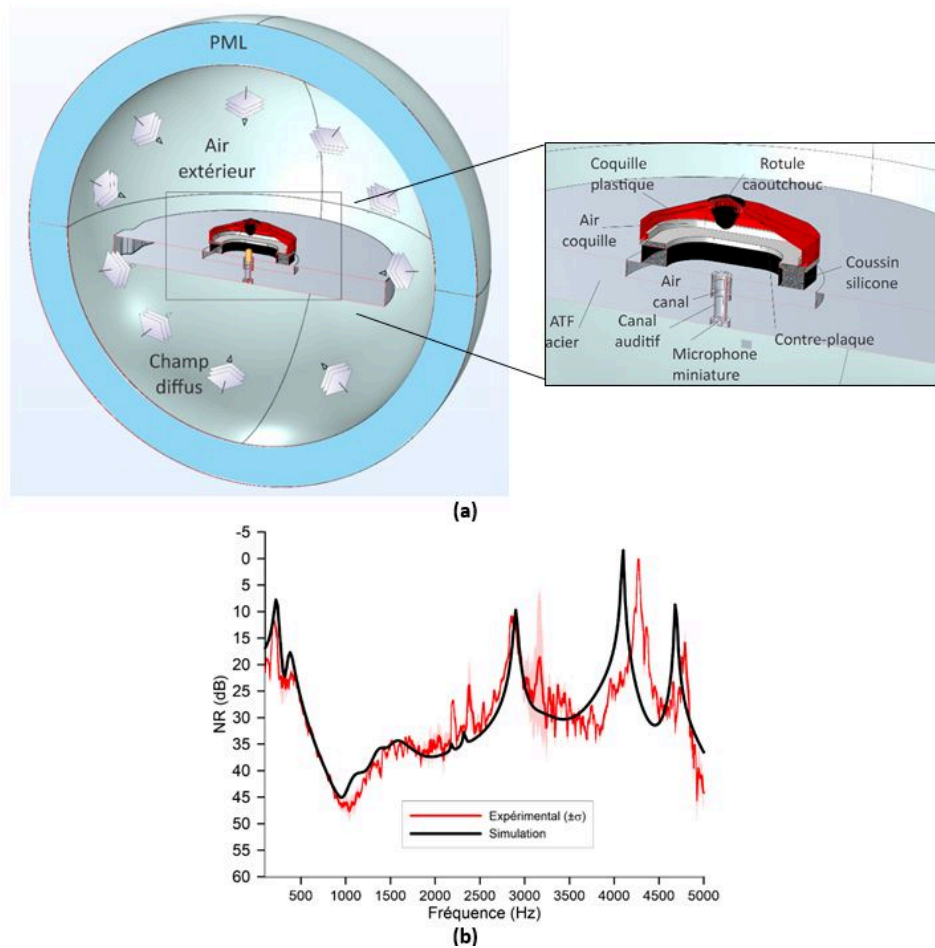 PML
Air
extérieur
Champ
diffus
Coquille
plastique
Rotule
caoutchouc
Air
coquille
Coussin
silicone
Air
canal
ATF
acier
Canal
auditif
Contre-plaque
Microphone
miniature
(a)
-5
0
5
10
15
20
25
30
35
40
45
50
55
60
NR (dB)
Expérimental (±σ)
Simulation
500 1000 1500 2000 2500 3000 3500 4000 4500 5000
Fréquence (Hz)
(b)